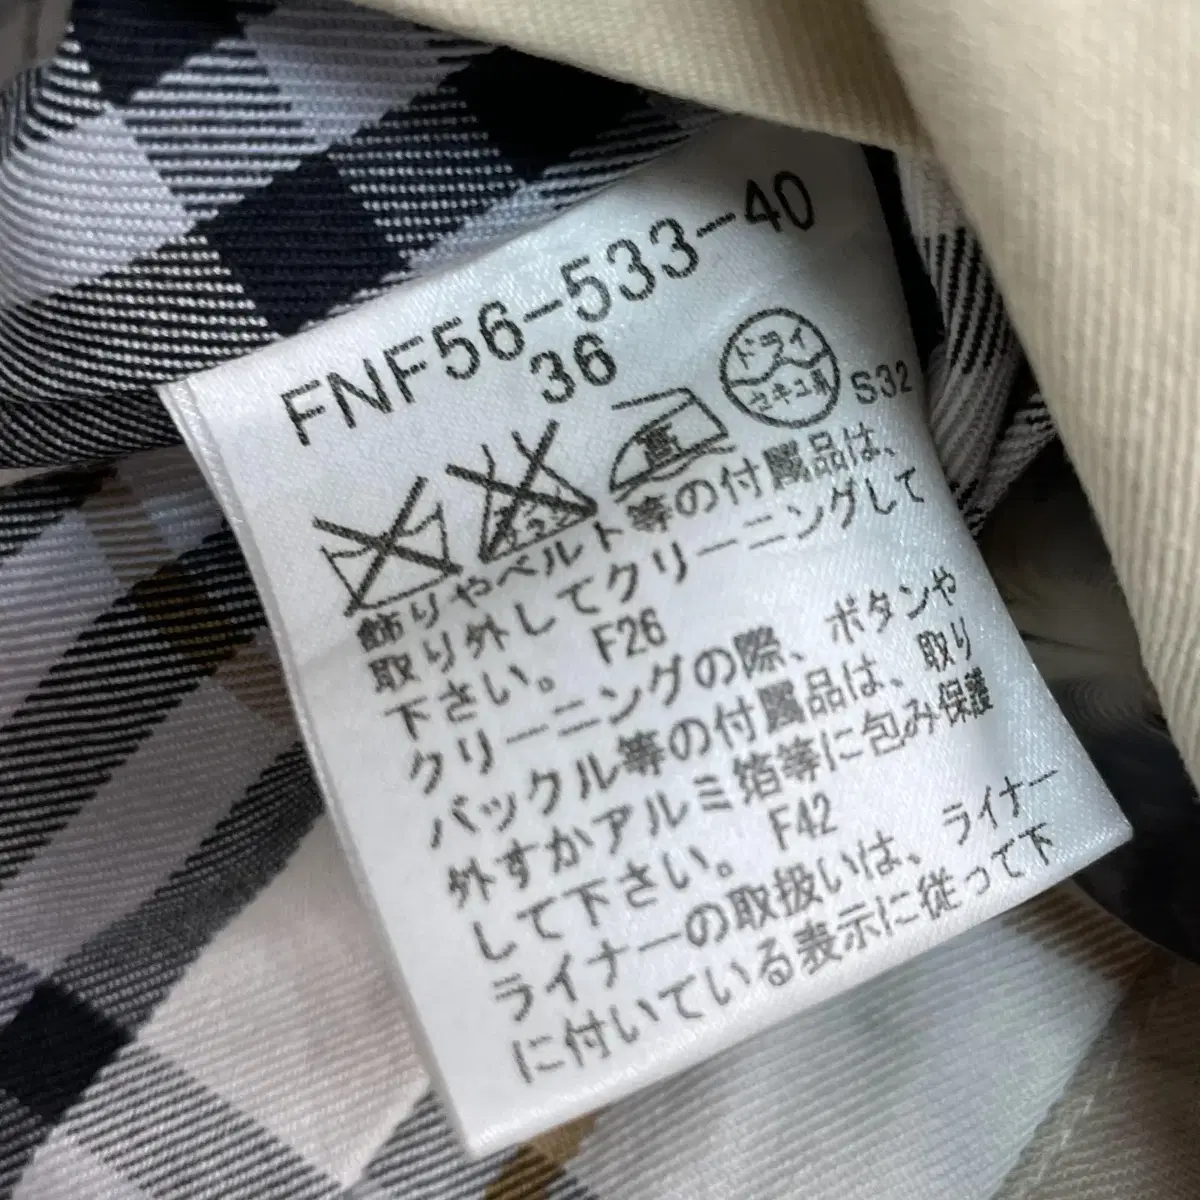 FNF56-533-40
36
中
ドライ
セキユ系
S32
飾りやベルト等の付属品は、
取り外してクリーニングして
下さい。 F26
クリーニングの際、ボタンや
バックル等の付属品は、取り
外すかアルミ箔等に包み保護
して下さい。 F42
ライナーの取扱いは、ライナー
に付いている表示に従って下